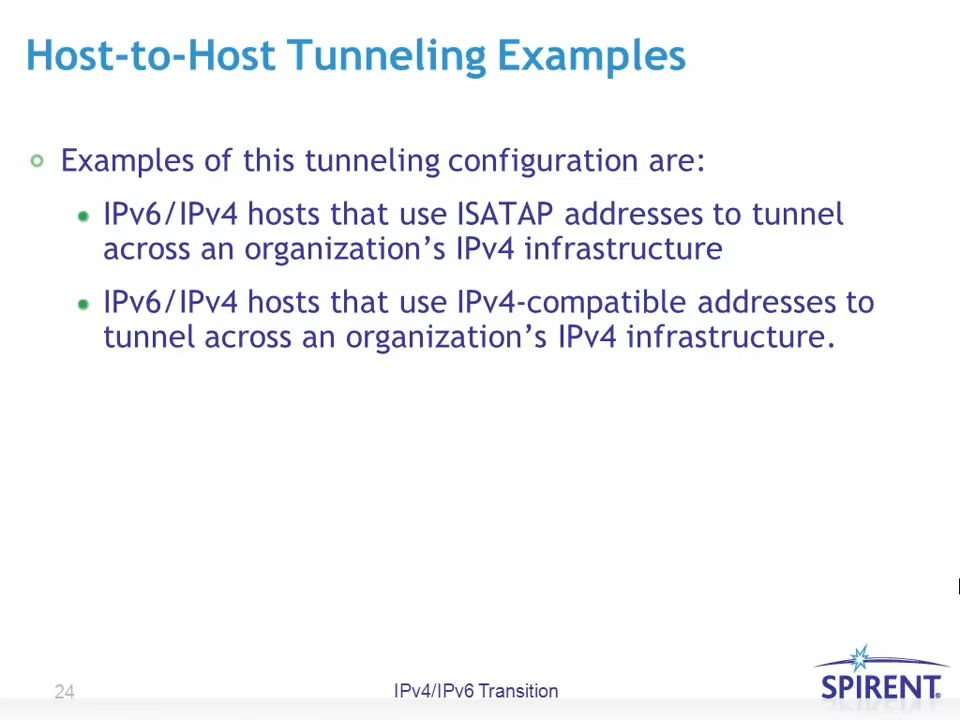 Host-to-Host Tunneling Examples
Examples of this tunneling configuration are:
IPv6/IPv4 hosts that use ISATAP addresses to tunnel
across an organization’s IPv4 infrastructure
IPv6/IPv4 hosts that use IPv4-compatible addresses to
tunnel across an organization’s IPv4 infrastructure.
24
IPv4/IPv6 Transition
SPIRENT®